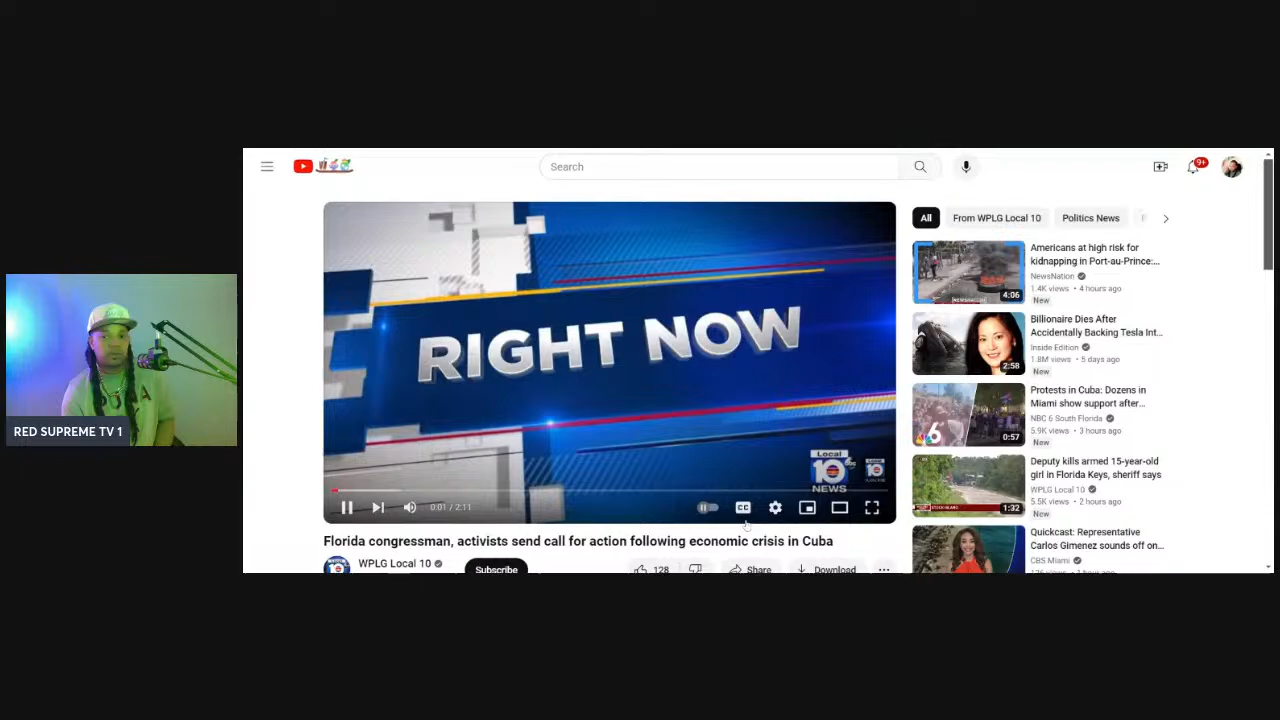 RED SUPREME TV 1
Search
9+
RIGHT NOW
Local
10
NEWS
0:01 / 2:11
CC
Florida congressman, activists send call for action following economic crisis in Cuba
WPLG Local 10
Subscribe
128
Share
Download
All
From WPLG Local 10
Politics News
Americans at high risk for
kidnapping in Port-au-Prince:...
NewsNation
1.4K views • 4 hours ago
New
4:06
Billionaire Dies After
Accidentally Backing Tesla Int...
Inside Edition
1.8M views • 5 days ago
New
2:58
Protests in Cuba: Dozens in
Miami show support after...
NBC 6 South Florida
5.9K views • 3 hours ago
New
6
0:57
Deputy kills armed 15-year-old
girl in Florida Keys, sheriff says
WPLG Local 10
5.5K views • 2 hours ago
New
1:32
Quickcast: Representative
Carlos Gimenez sounds off on...
CBS Miami